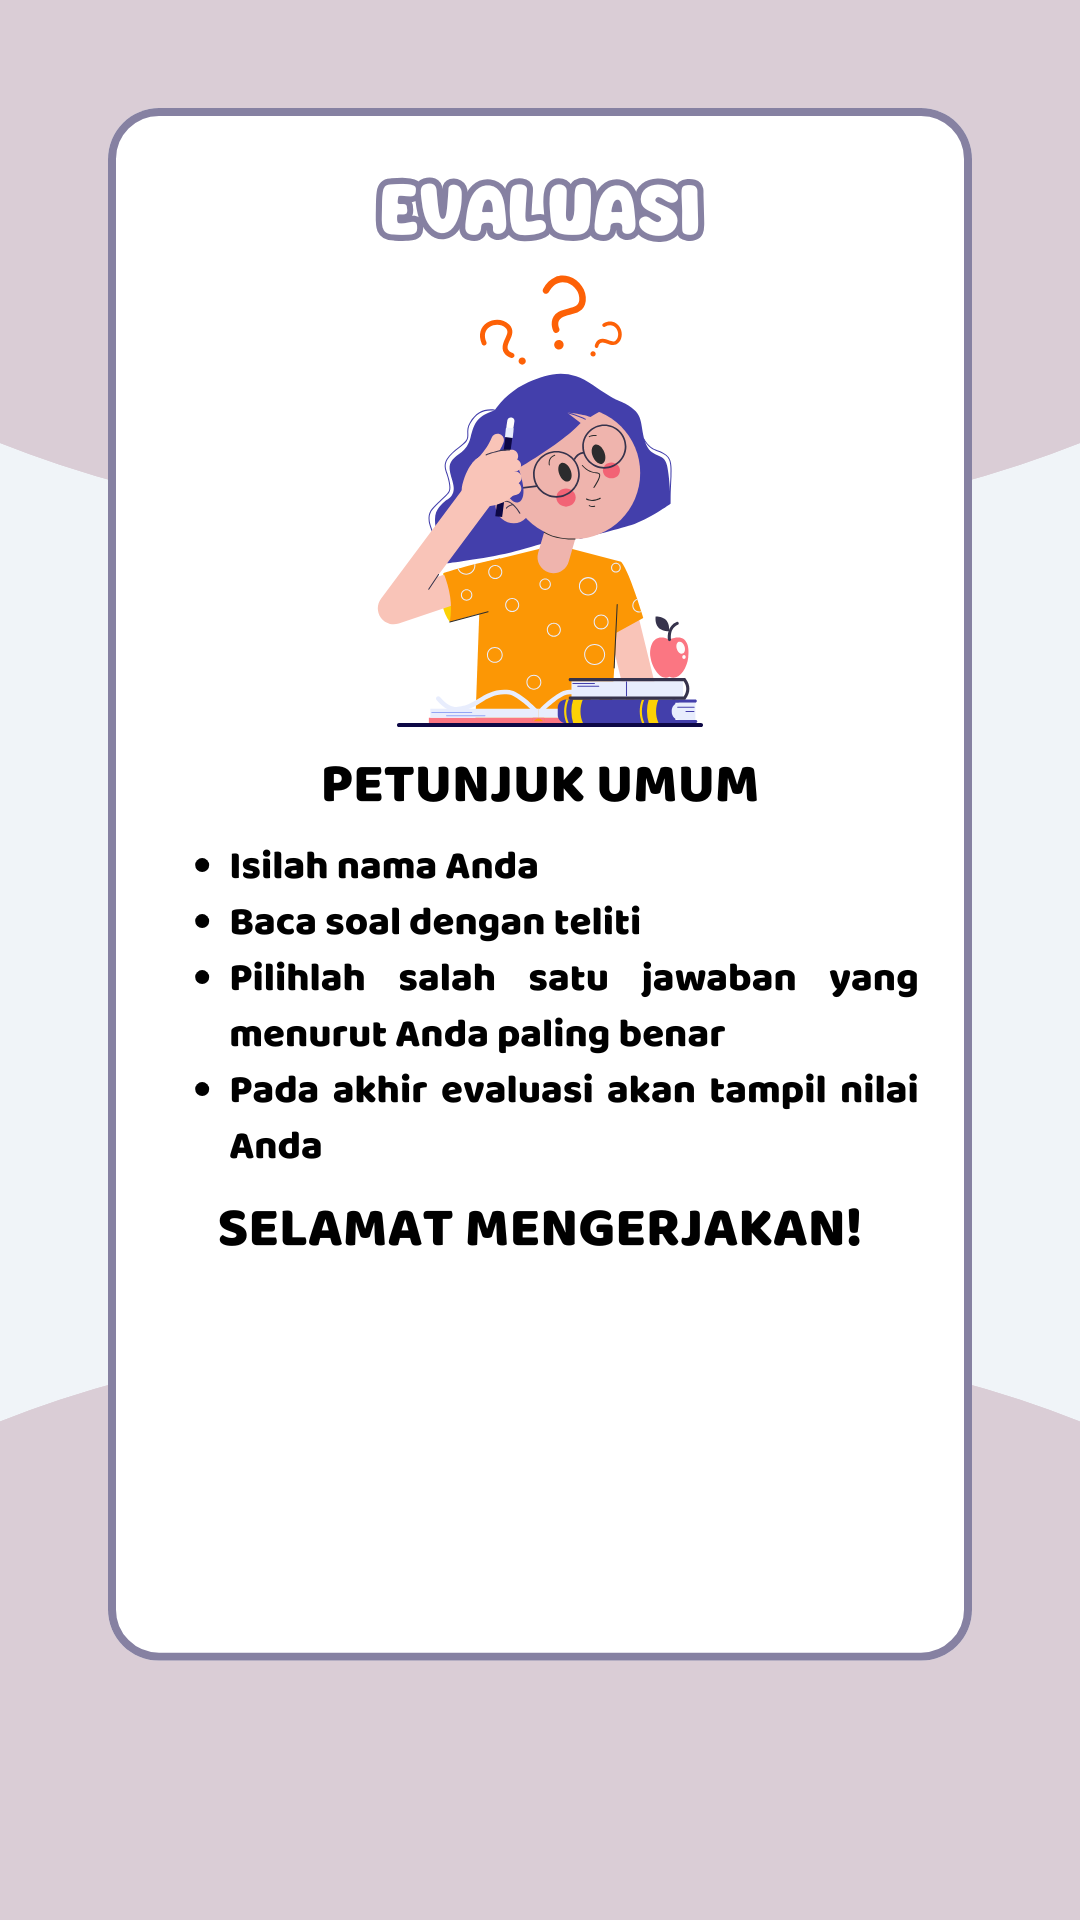 EVALUASI
? ? ?
PETUNJUK UMUM
• Isilah nama Anda
• Baca soal dengan teliti
• Pilihlah salah satu jawaban yang
menurut Anda paling benar
• Pada akhir evaluasi akan tampil nilai
Anda
SELAMAT MENGERJAKAN!